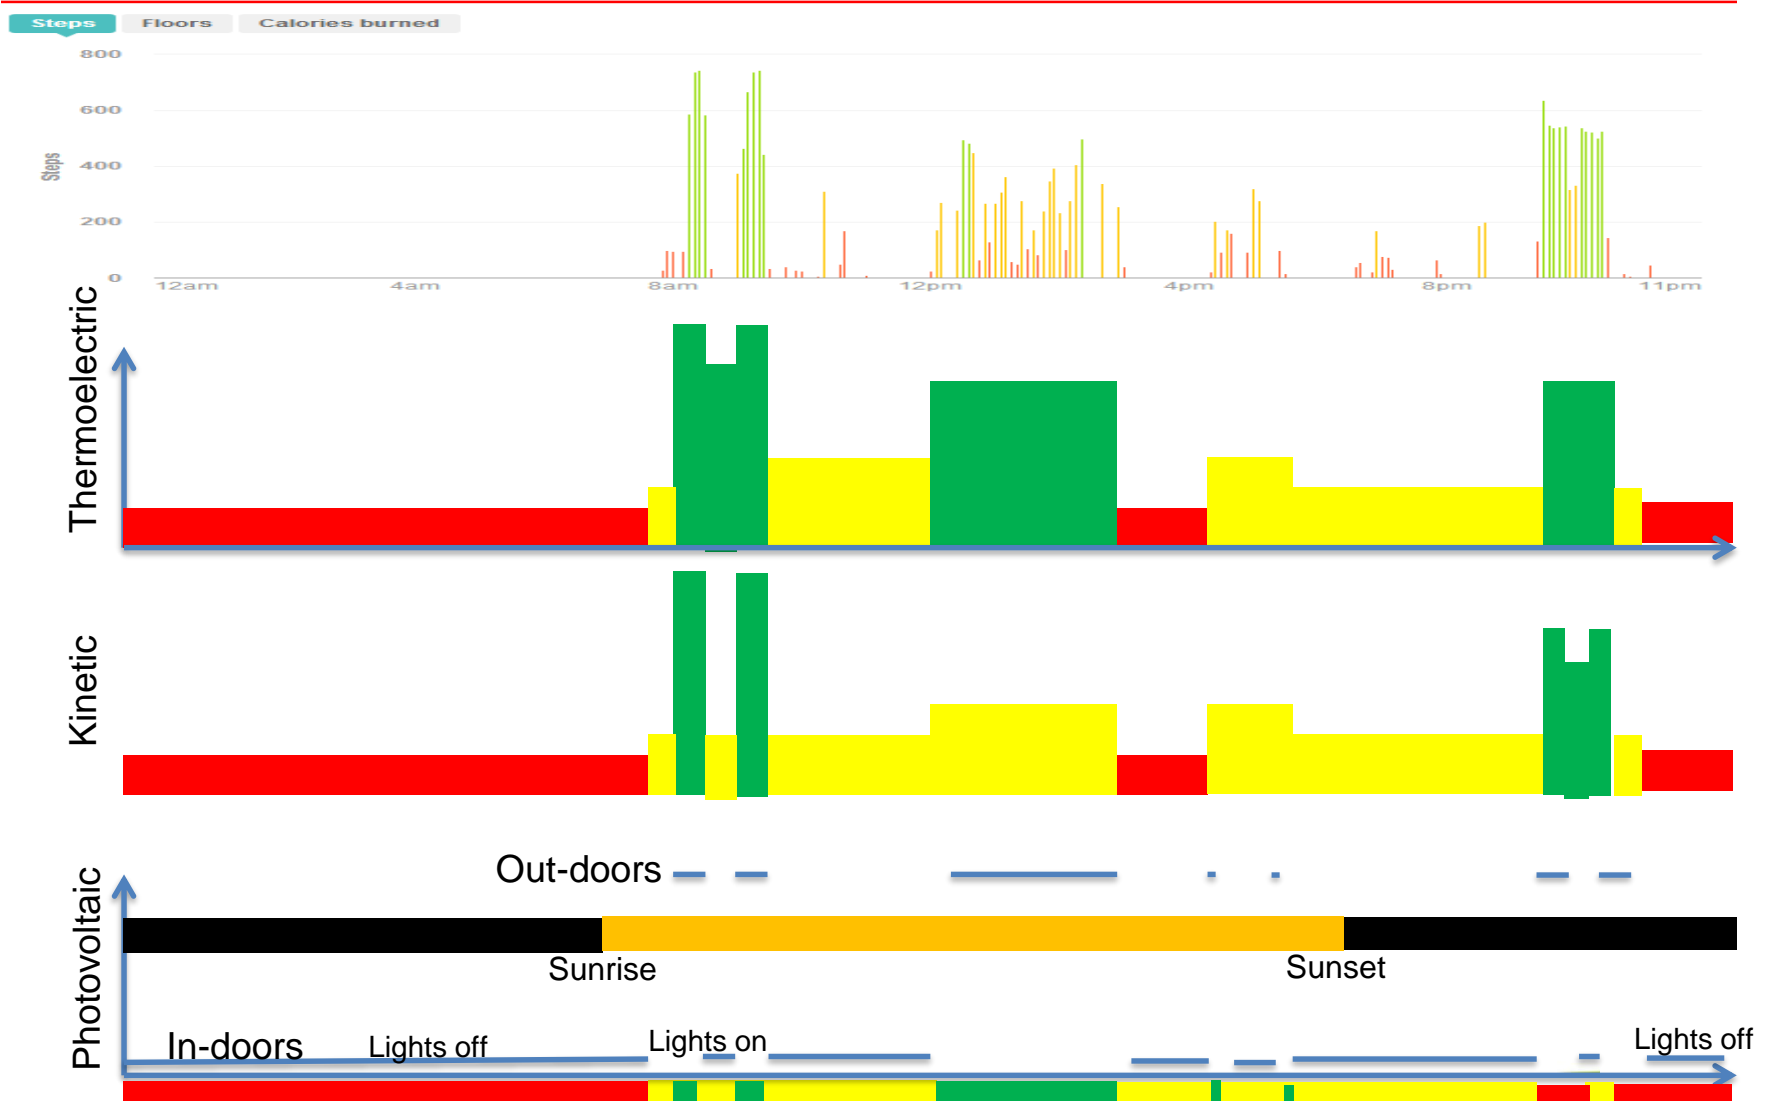 Steps Floors Calories burned
800
600
400
200
0
Steps
12am 4am 8am 12pm 4pm 8pm 11pm
Thermoelectric
Kinetic
Photovoltaic
Out-doors
Sunrise Sunset
In-doors Lights off Lights on Lights off